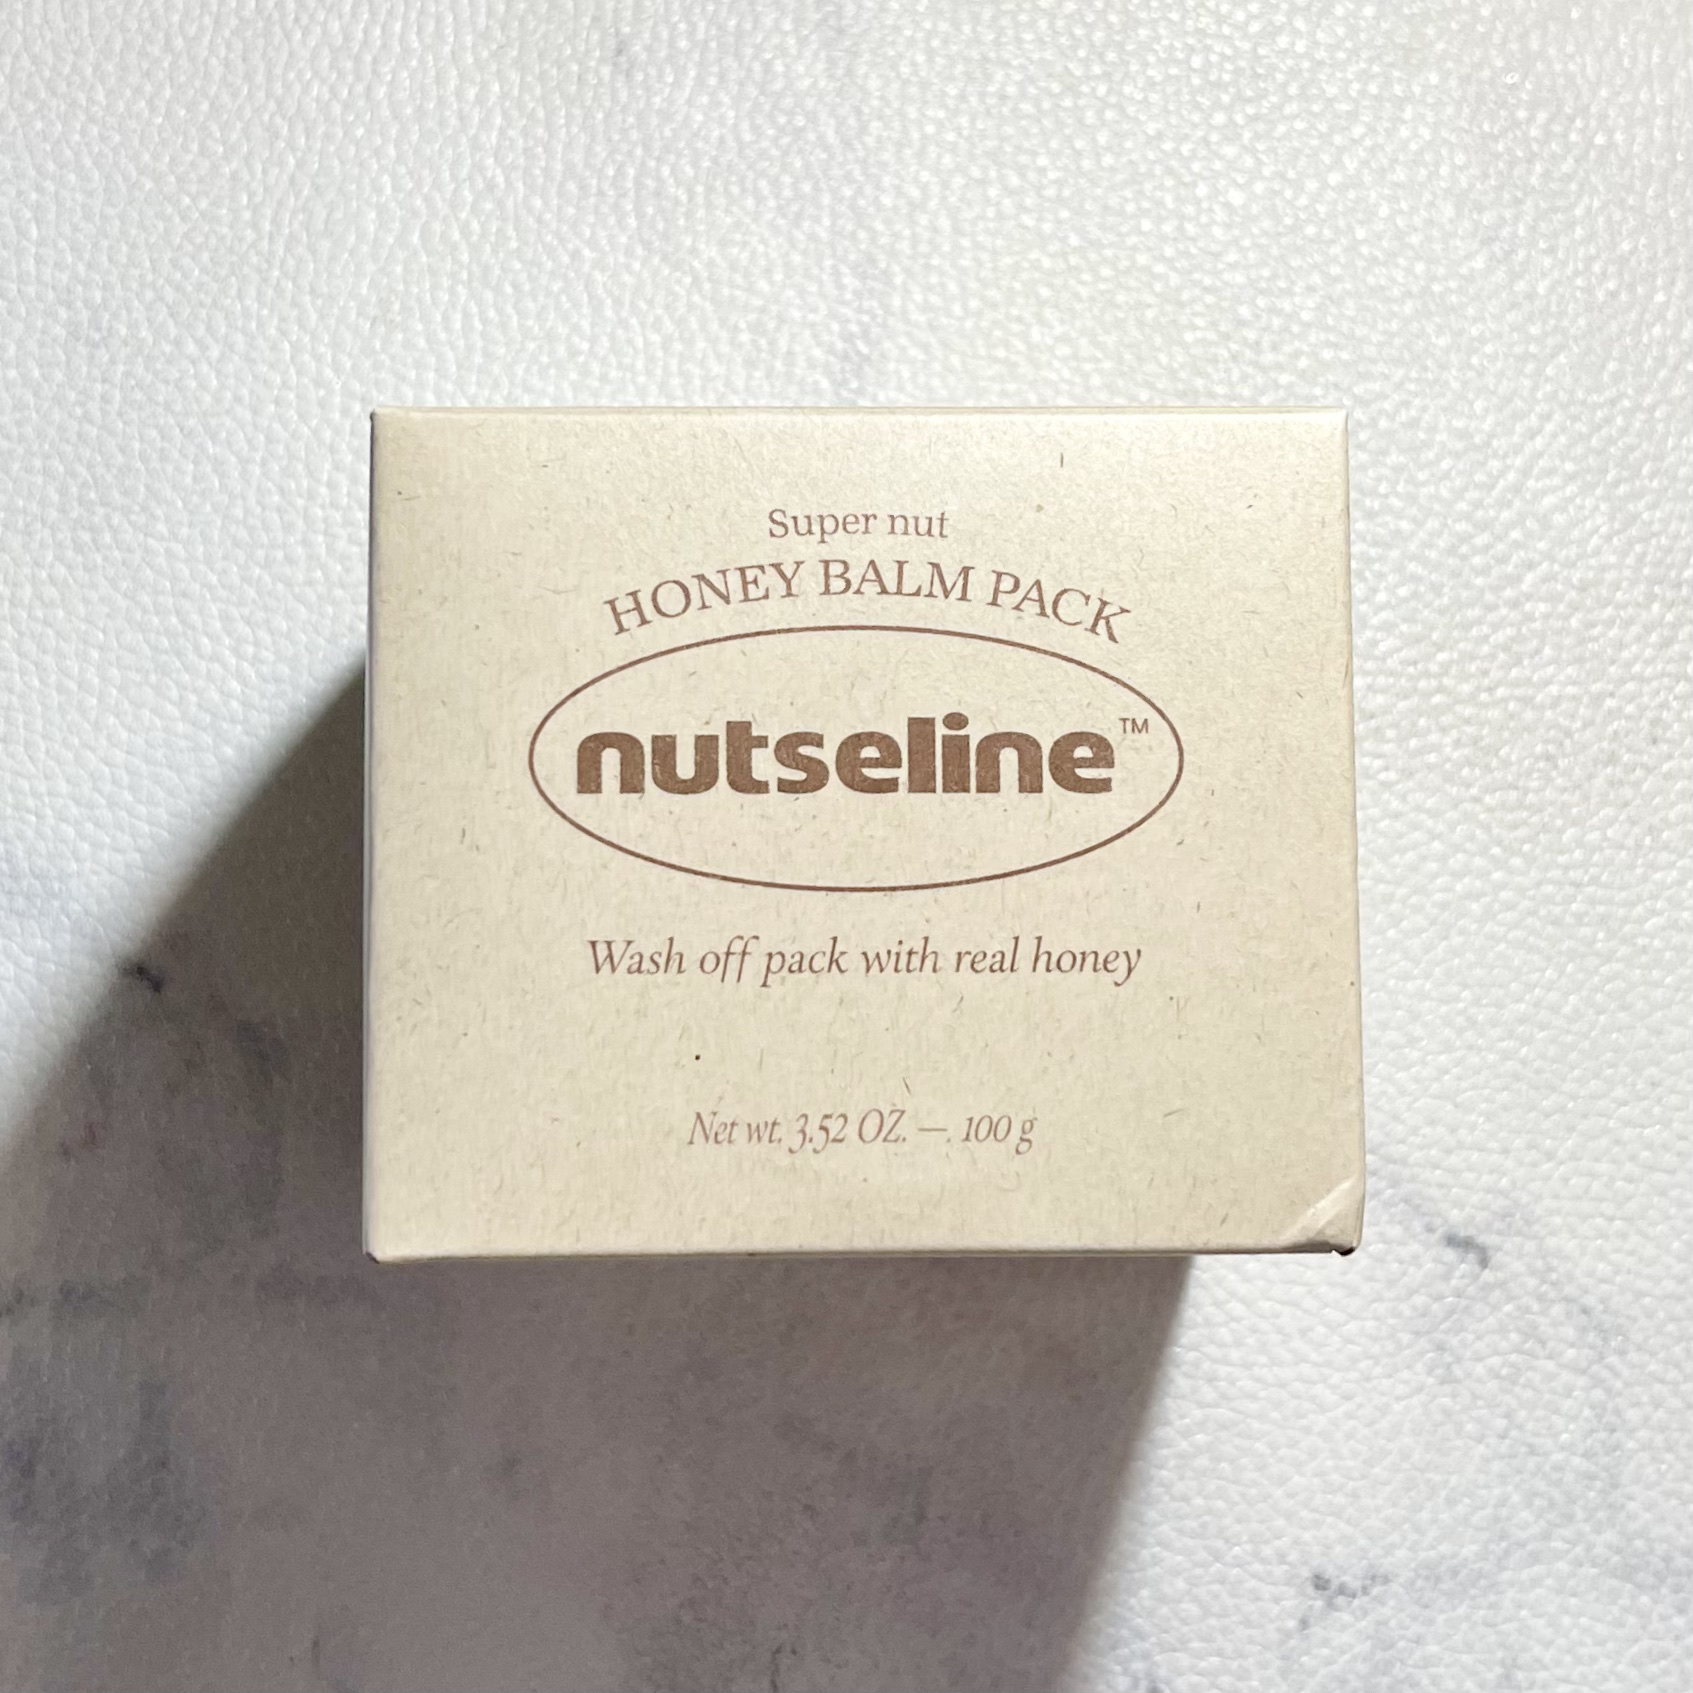 Super nut
HONEY BALM PACK
nutseline™
Wash off pack with real honey
Net wt. 3.52 OZ. — 100 g